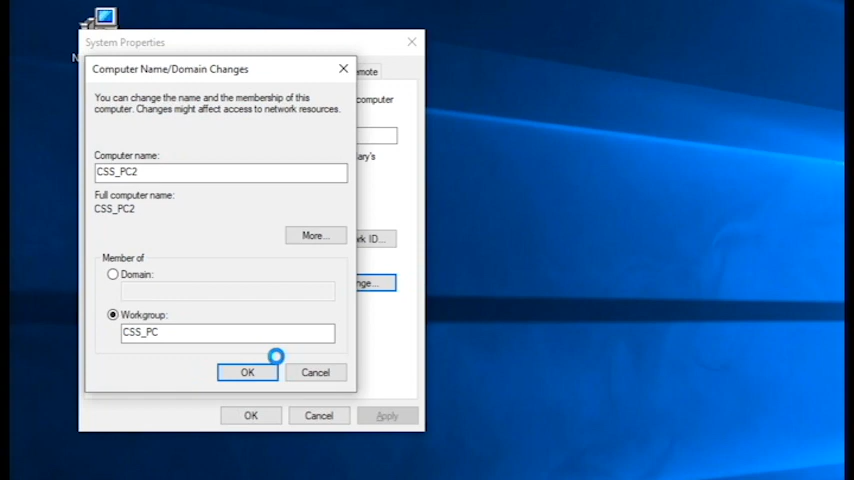 N
System Properties
Computer Name/Domain Changes
emote
You can change the name and the membership of this
computer. Changes might affect access to network resources.
computer
Computer name:
ary's
CSS_PC2
Full computer name:
CSS_PC2
More...
rk ID...
Member of
Domain:
nge...
Workgroup:
CSS_PC
OK
Cancel
OK
Cancel
Apply